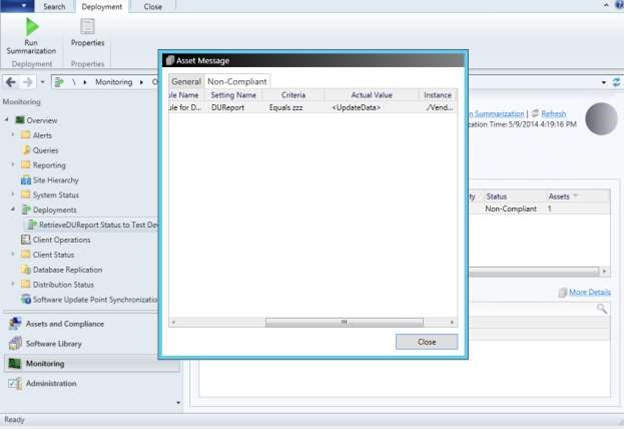 Search Deployment Close
Run
Summarization
Properties
Deployment Properties
\ Monitoring
Monitoring
Overview
Alerts
Queries
Reporting
Site Hierarchy
System Status
Deployments
RetrieveDUReport Status to Test Dev
Client Operations
Client Status
Database Replication
Distribution Status
Software Update Point Synchronizatio
Assets and Compliance
Software Library
Monitoring
Administration
Ready
Asset Message
General Non-Compliant
ule Name Setting Name Criteria Actual Value Instance
ule for D... DUReport Equals zzz <UpdateData> ./Vend...
Close
n Summarization | Refresh
zation Time: 5/9/2014 4:19:16 PM
ty Status Assets
Non-Compliant 1
More Details